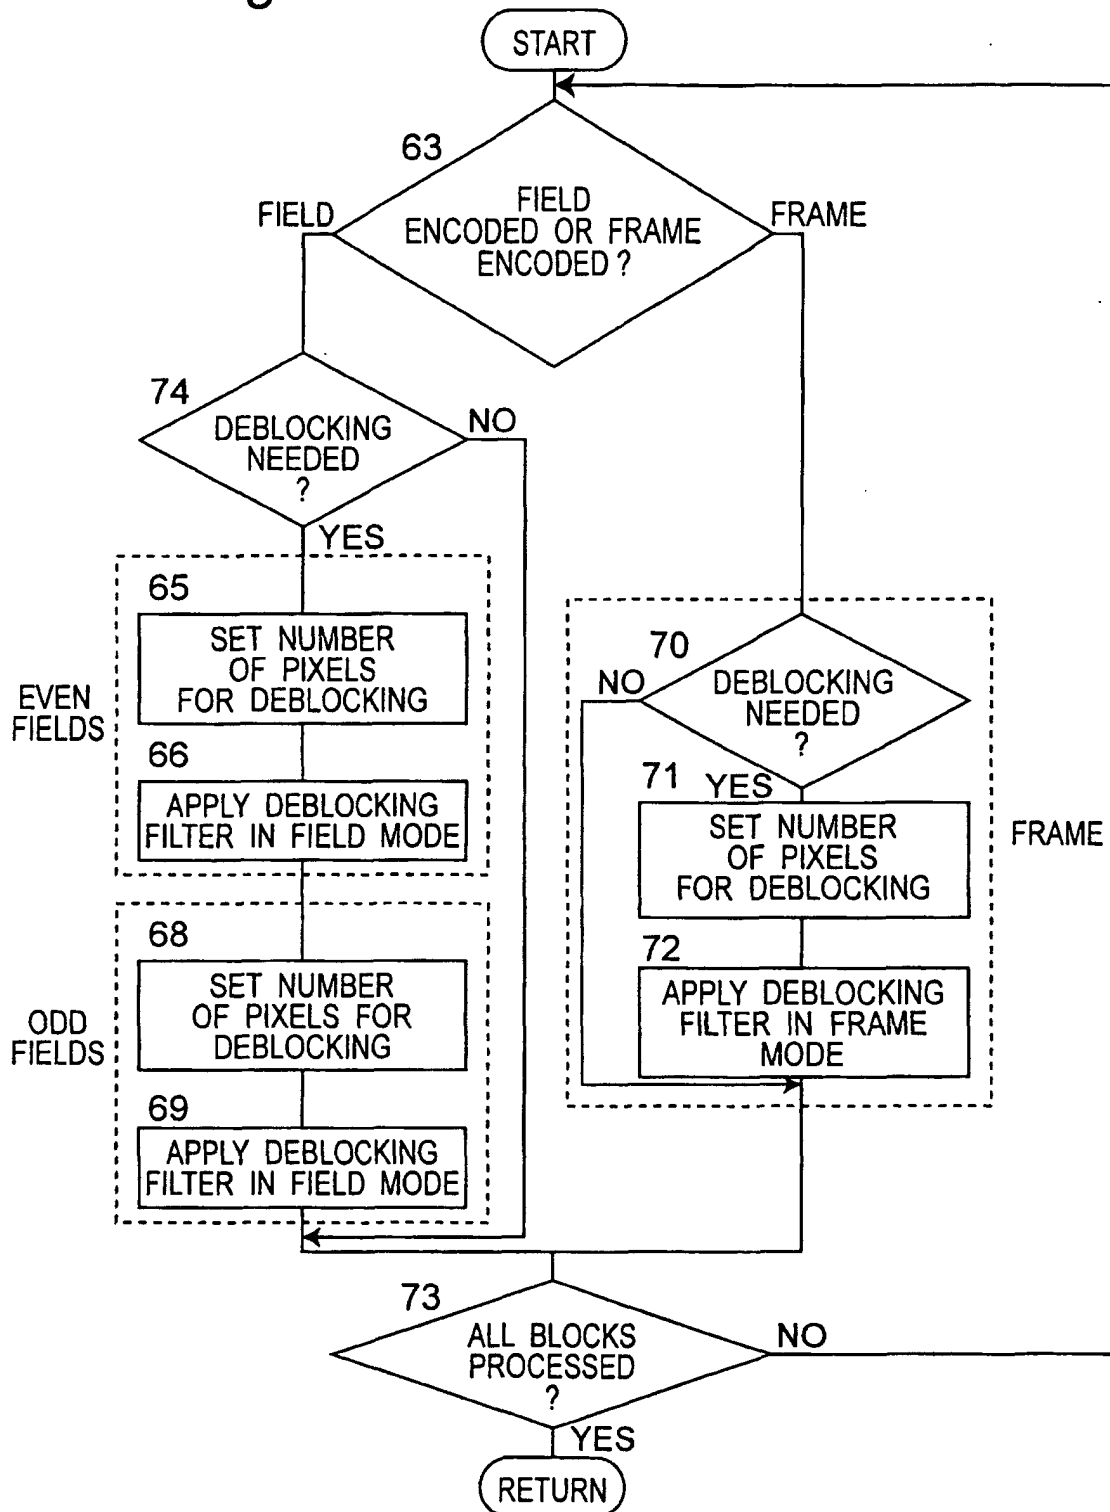 START
63
FIELD
ENCODED OR FRAME
ENCODED ?
FIELD
FRAME
74
DEBLOCKING
NEEDED
?
NO
YES
EVEN
FIELDS
65
SET NUMBER
OF PIXELS
FOR DEBLOCKING
66
APPLY DEBLOCKING
FILTER IN FIELD MODE
ODD
FIELDS
68
SET NUMBER
OF PIXELS FOR
DEBLOCKING
69
APPLY DEBLOCKING
FILTER IN FIELD MODE
70
NO
DEBLOCKING
NEEDED
?
71
YES
SET NUMBER
OF PIXELS
FOR DEBLOCKING
FRAME
72
APPLY DEBLOCKING
FILTER IN FRAME
MODE
73
ALL BLOCKS
PROCESSED
?
NO
YES
RETURN